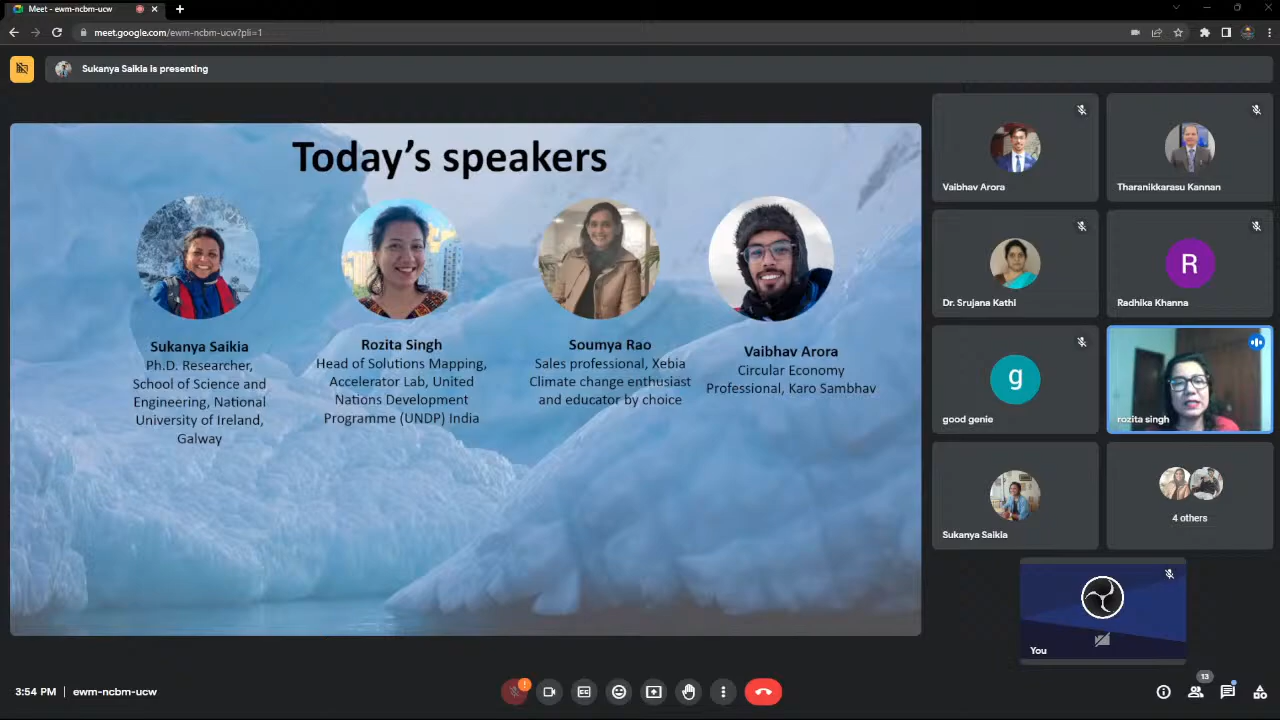 Meet - ewm-ncbm-ucw
meet.google.com/ewm-ncbm-ucw?pli=1
Sukanya Saikia is presenting
Today's speakers
Sukanya Saikia
Ph.D. Researcher,
School of Science and
Engineering, National
University of Ireland,
Galway
Rozita Singh
Head of Solutions Mapping,
Accelerator Lab, United
Nations Development
Programme (UNDP) India
Soumya Rao
Sales professional, Xebia
Climate change enthusiast
and educator by choice
Vaibhav Arora
Circular Economy
Professional, Karo Sambhav
Vaibhav Arora
Tharanikkarasu Kannan
Dr. Srujana Kathi
R
Radhika Khanna
g
good genie
rozita singh
Sukanya Saikia
4 others
You
3:54 PM | ewm-ncbm-ucw
13